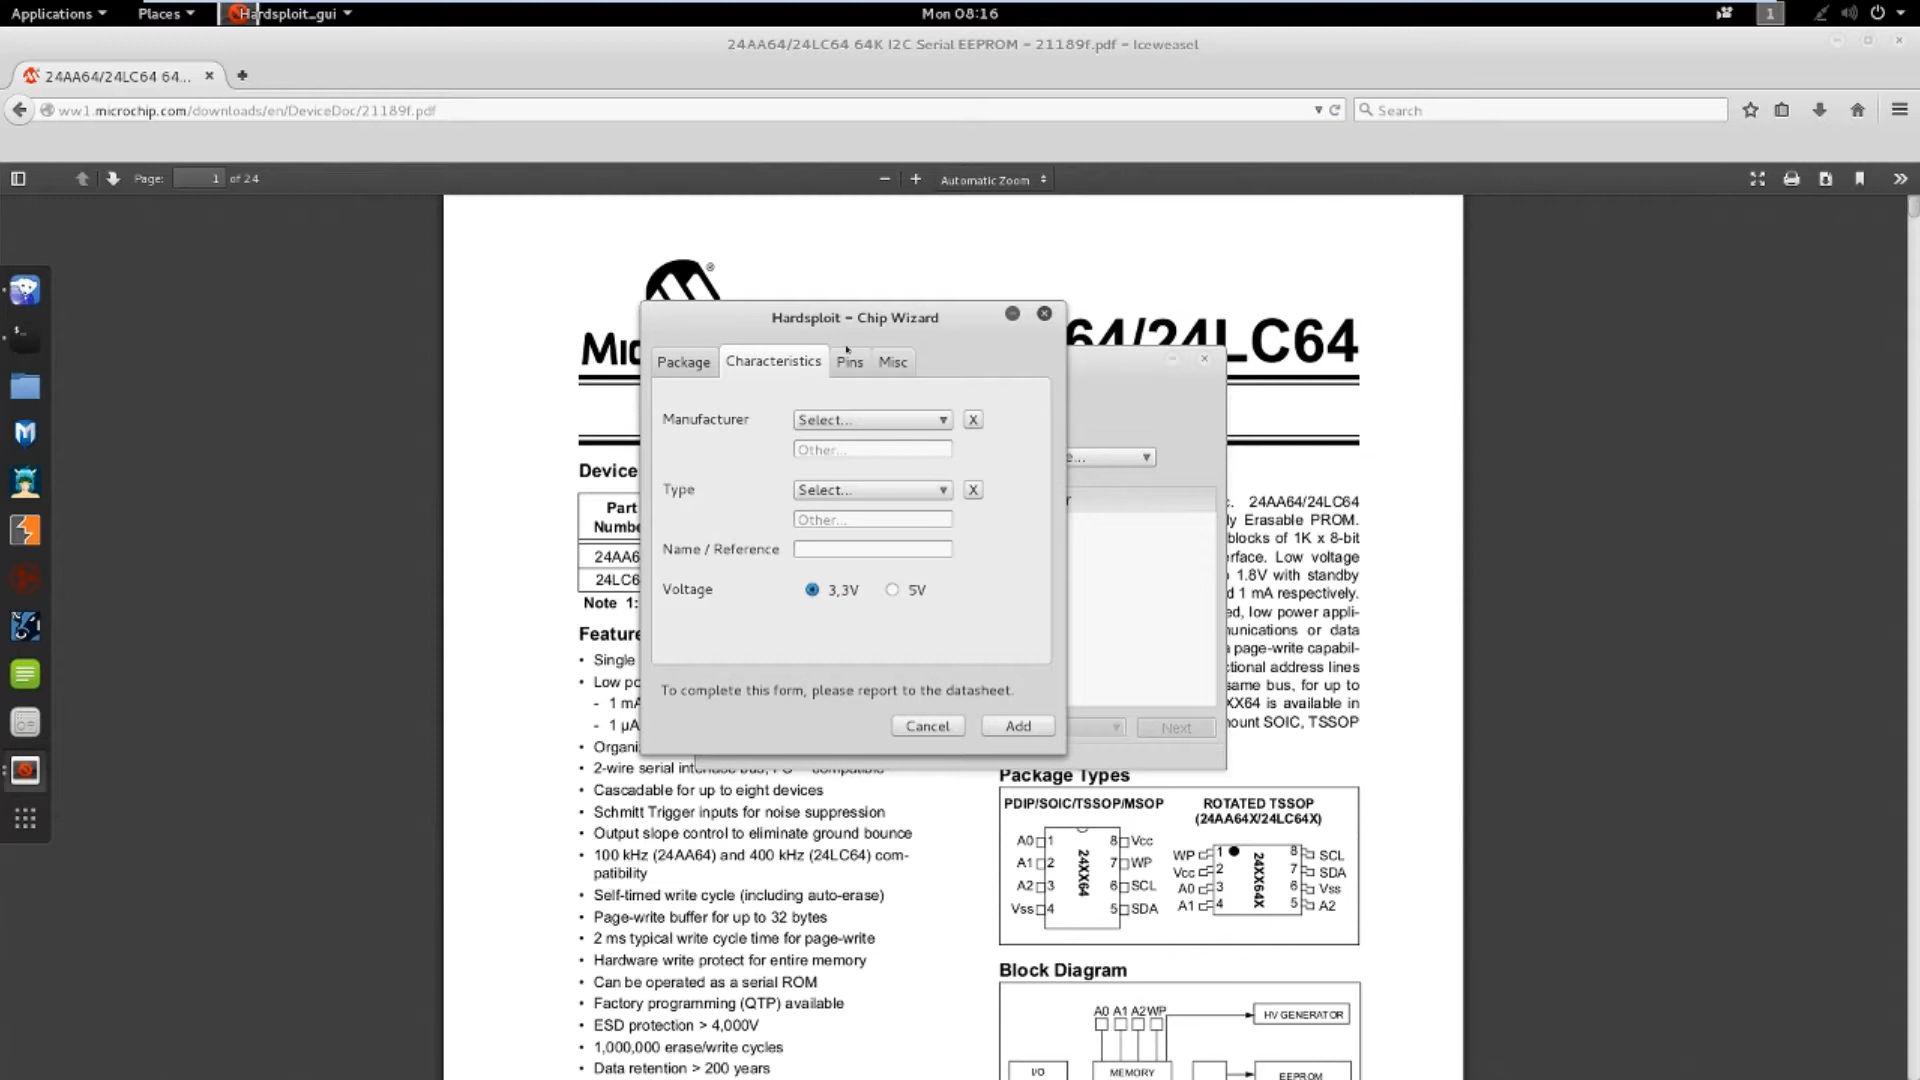 Applications Places Hardsploit_gui Mon 08:16 1
24AA64/24LC64 64K I2C Serial EEPROM - 21189f.pdf - Iceweasel
24AA64/24LC64 64...
ww1.microchip.com/downloads/en/DeviceDoc/21189f.pdf Search
Page: 1 of 24 Automatic Zoom
64/24LC64
Hardsploit - Chip Wizard
Package Characteristics Pins Misc
Manufacturer Select... X
Other...
Type Select... X
Other...
Name / Reference
Voltage 3,3V 5V
To complete this form, please report to the datasheet.
Cancel Add
Next
Device
Part
24AA6
24LC6
Note 1:
Feature
• Single
• Low po
- 1 mA
- 1 µA
• Organi
• 2-wire serial
• Cascadable for up to eight devices
• Schmitt Trigger inputs for noise suppression
• Output slope control to eliminate ground bounce
• 100 kHz (24AA64) and 400 kHz (24LC64) com-
patibility
• Self-timed write cycle (including auto-erase)
• Page-write buffer for up to 32 bytes
• 2 ms typical write cycle time for page-write
• Hardware write protect for entire memory
• Can be operated as a serial ROM
• Factory programming (QTP) available
• ESD protection > 4,000V
• 1,000,000 erase/write cycles
• Data retention > 200 years
c. 24AA64/24LC64
ly Erasable PROM.
blocks of 1K x 8-bit
erface. Low voltage
1.8V with standby
d 1 mA respectively.
ed, low power appli-
munications or data
a page-write capabil-
ctional address lines
same bus, for up to
XX64 is available in
mount SOIC, TSSOP
Package Types
PDIP/SOIC/TSSOP/MSOP
A0 1 8 Vcc
A1 2 7 WP
A2 3 6 SCL
Vss 4 5 SDA
24XX64
ROTATED TSSOP
(24AA64X/24LC64X)
WP 1 8 SCL
Vcc 2 7 SDA
A0 3 6 Vss
A1 4 5 A2
24XX64X
Block Diagram
A0 A1 A2 WP
HV GENERATOR
I/O MEMORY EEPROM